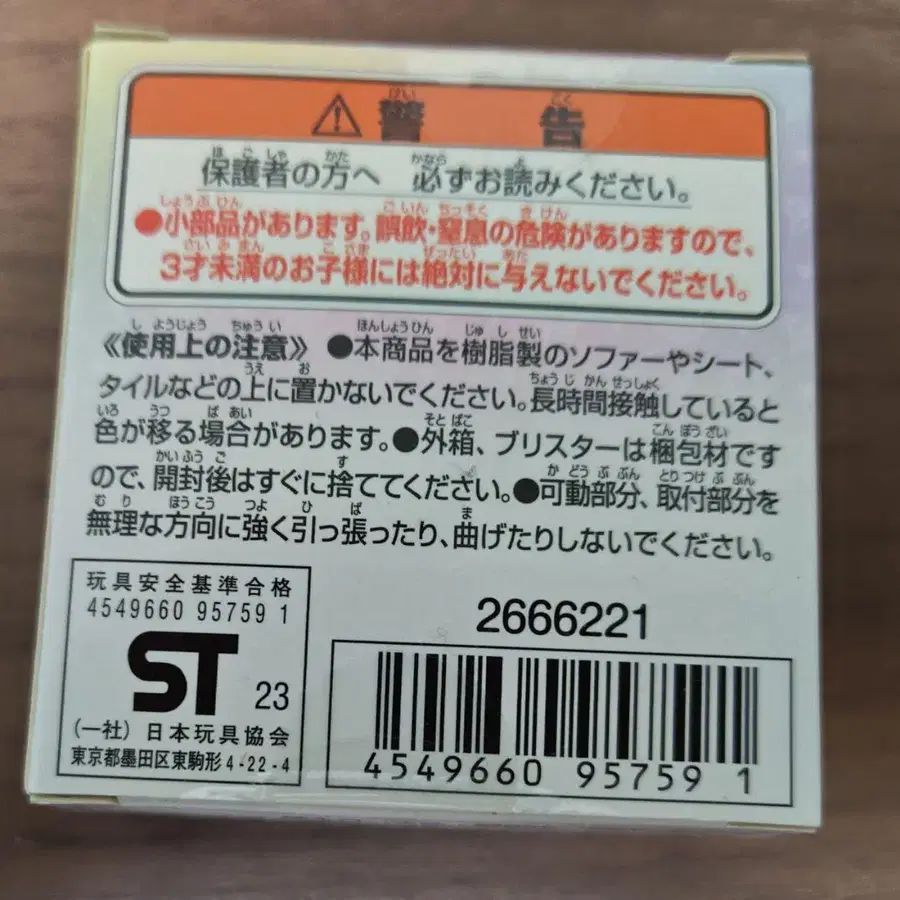 ⚠ 警告
保護者の方へ 必ずお読みください。
●小部品があります。誤飲・窒息の危険がありますので、
3才未満のお子様には絶対に与えないでください。
《使用上の注意》 ●本商品を樹脂製のソファーやシート、
タイルなどの上に置かないでください。長時間接触していると
色が移る場合があります。●外箱、ブリスターは梱包材です
ので、開封後はすぐに捨ててください。●可動部分、取付部分を
無理な方向に強く引っ張ったり、曲げたりしないでください。
玩具安全基準合格
4549660 95759 1
ST 23
(一社)日本玩具協会
東京都墨田区東駒形4-22-4
2666221
4549660 95759 1